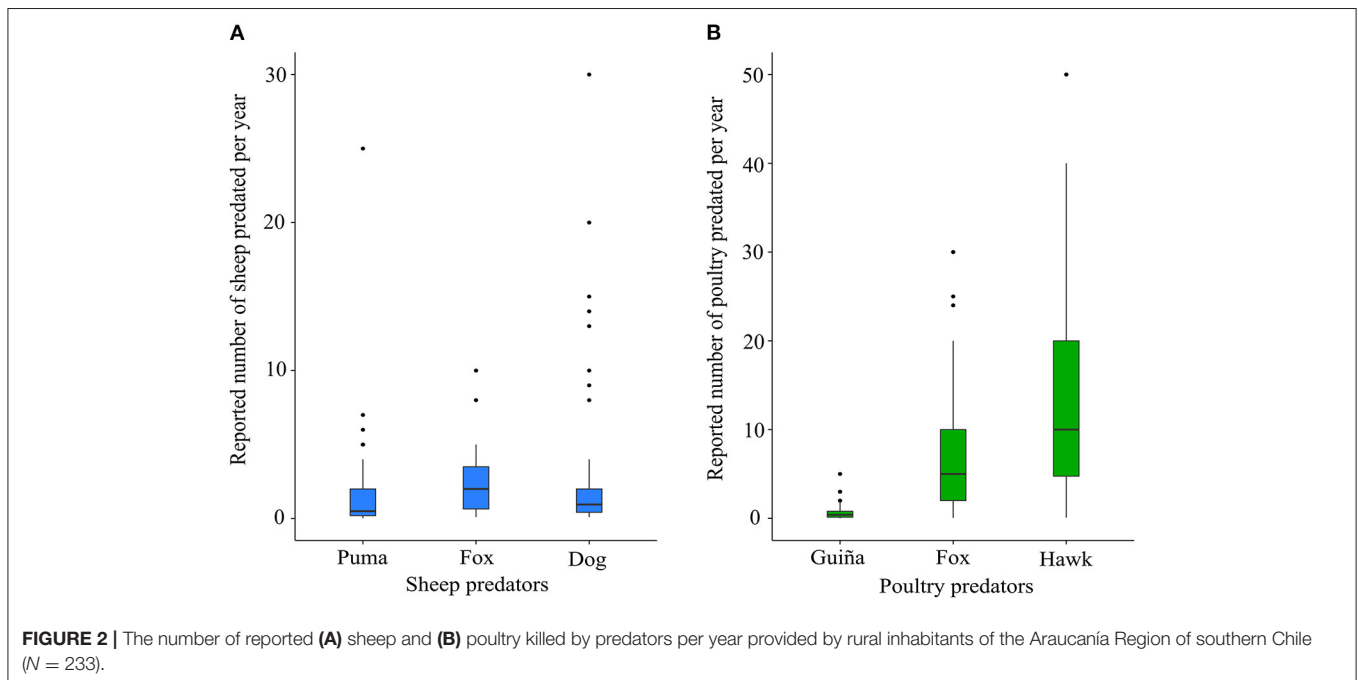 A
Reported number of sheep predated per year
30
20
10
0
Puma Fox Dog
Sheep predators
B
Reported number of poultry predated per year
50
40
30
20
10
0
Guiña Fox Hawk
Poultry predators
FIGURE 2 | The number of reported (A) sheep and (B) poultry killed by predators per year provided by rural inhabitants of the Araucanía Region of southern Chile
(N = 233).